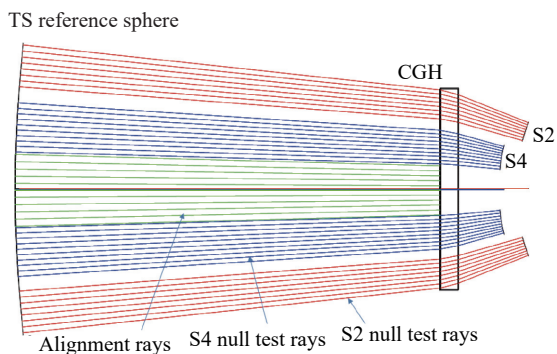 TS reference sphere
CGH
S2
S4
Alignment rays
S4 null test rays
S2 null test rays